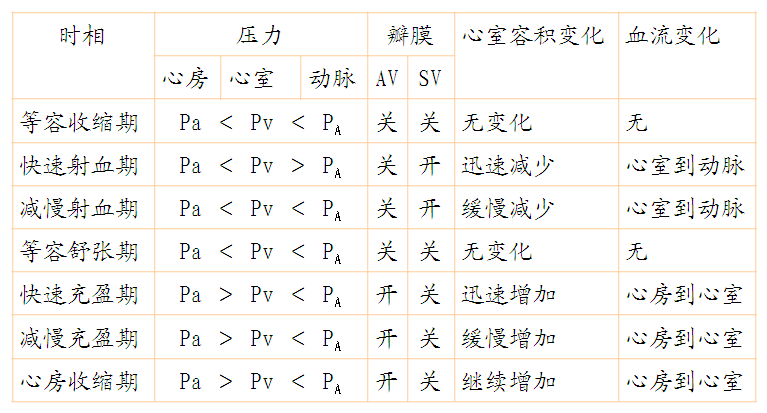 时相 压力 瓣膜 心室容积变化 血流变化
心房 心室 动脉 AV SV
等容收缩期 Pa < Pv < PA 关 关 无变化 无
快速射血期 Pa < Pv > PA 关 开 迅速减少 心室到动脉
减慢射血期 Pa < Pv < PA 关 开 缓慢减少 心室到动脉
等容舒张期 Pa < Pv < PA 关 关 无变化 无
快速充盈期 Pa > Pv < PA 开 关 迅速增加 心房到心室
减慢充盈期 Pa > Pv < PA 开 关 缓慢增加 心房到心室
心房收缩期 Pa > Pv < PA 开 关 继续增加 心房到心室